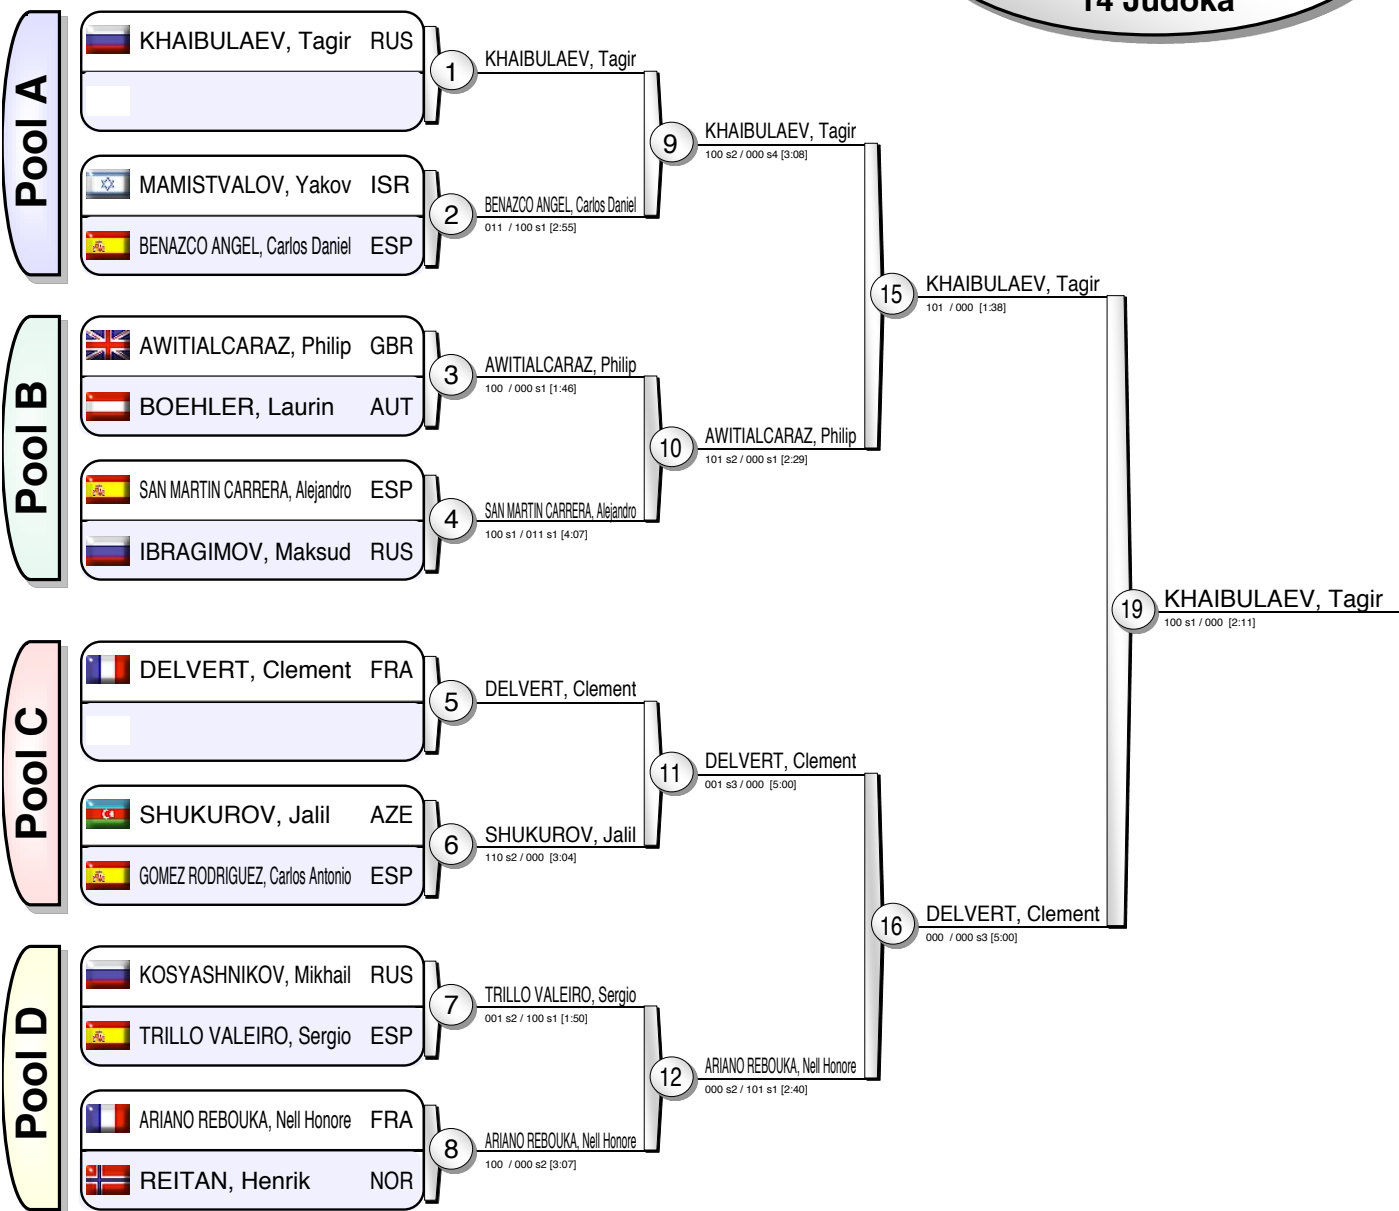 14 Judoka
Pool A
KHAIBULAEV, Tagir RUS
1
KHAIBULAEV, Tagir
MAMISTVALOV, Yakov ISR
BENAZCO ANGEL, Carlos Daniel ESP
2
BENAZCO ANGEL, Carlos Daniel
011 / 100 s1 [2:55]
9
KHAIBULAEV, Tagir
100 s2 / 000 s4 [3:08]
Pool B
AWITIALCARAZ, Philip GBR
BOEHLER, Laurin AUT
3
AWITIALCARAZ, Philip
100 / 000 s1 [1:46]
SAN MARTIN CARRERA, Alejandro ESP
IBRAGIMOV, Maksud RUS
4
SAN MARTIN CARRERA, Alejandro
100 s1 / 011 s1 [4:07]
10
AWITIALCARAZ, Philip
101 s2 / 000 s1 [2:29]
15
KHAIBULAEV, Tagir
101 / 000 [1:38]
Pool C
DELVERT, Clement FRA
5
DELVERT, Clement
SHUKUROV, Jalil AZE
GOMEZ RODRIGUEZ, Carlos Antonio ESP
6
SHUKUROV, Jalil
110 s2 / 000 [3:04]
11
DELVERT, Clement
001 s3 / 000 [5:00]
Pool D
KOSYASHNIKOV, Mikhail RUS
TRILLO VALEIRO, Sergio ESP
7
TRILLO VALEIRO, Sergio
001 s2 / 100 s1 [1:50]
ARIANO REBOUKA, Nell Honore FRA
REITAN, Henrik NOR
8
ARIANO REBOUKA, Nell Honore
100 / 000 s2 [3:07]
12
ARIANO REBOUKA, Nell Honore
000 s2 / 101 s1 [2:40]
16
DELVERT, Clement
000 / 000 s3 [5:00]
19
KHAIBULAEV, Tagir
100 s1 / 000 [2:11]